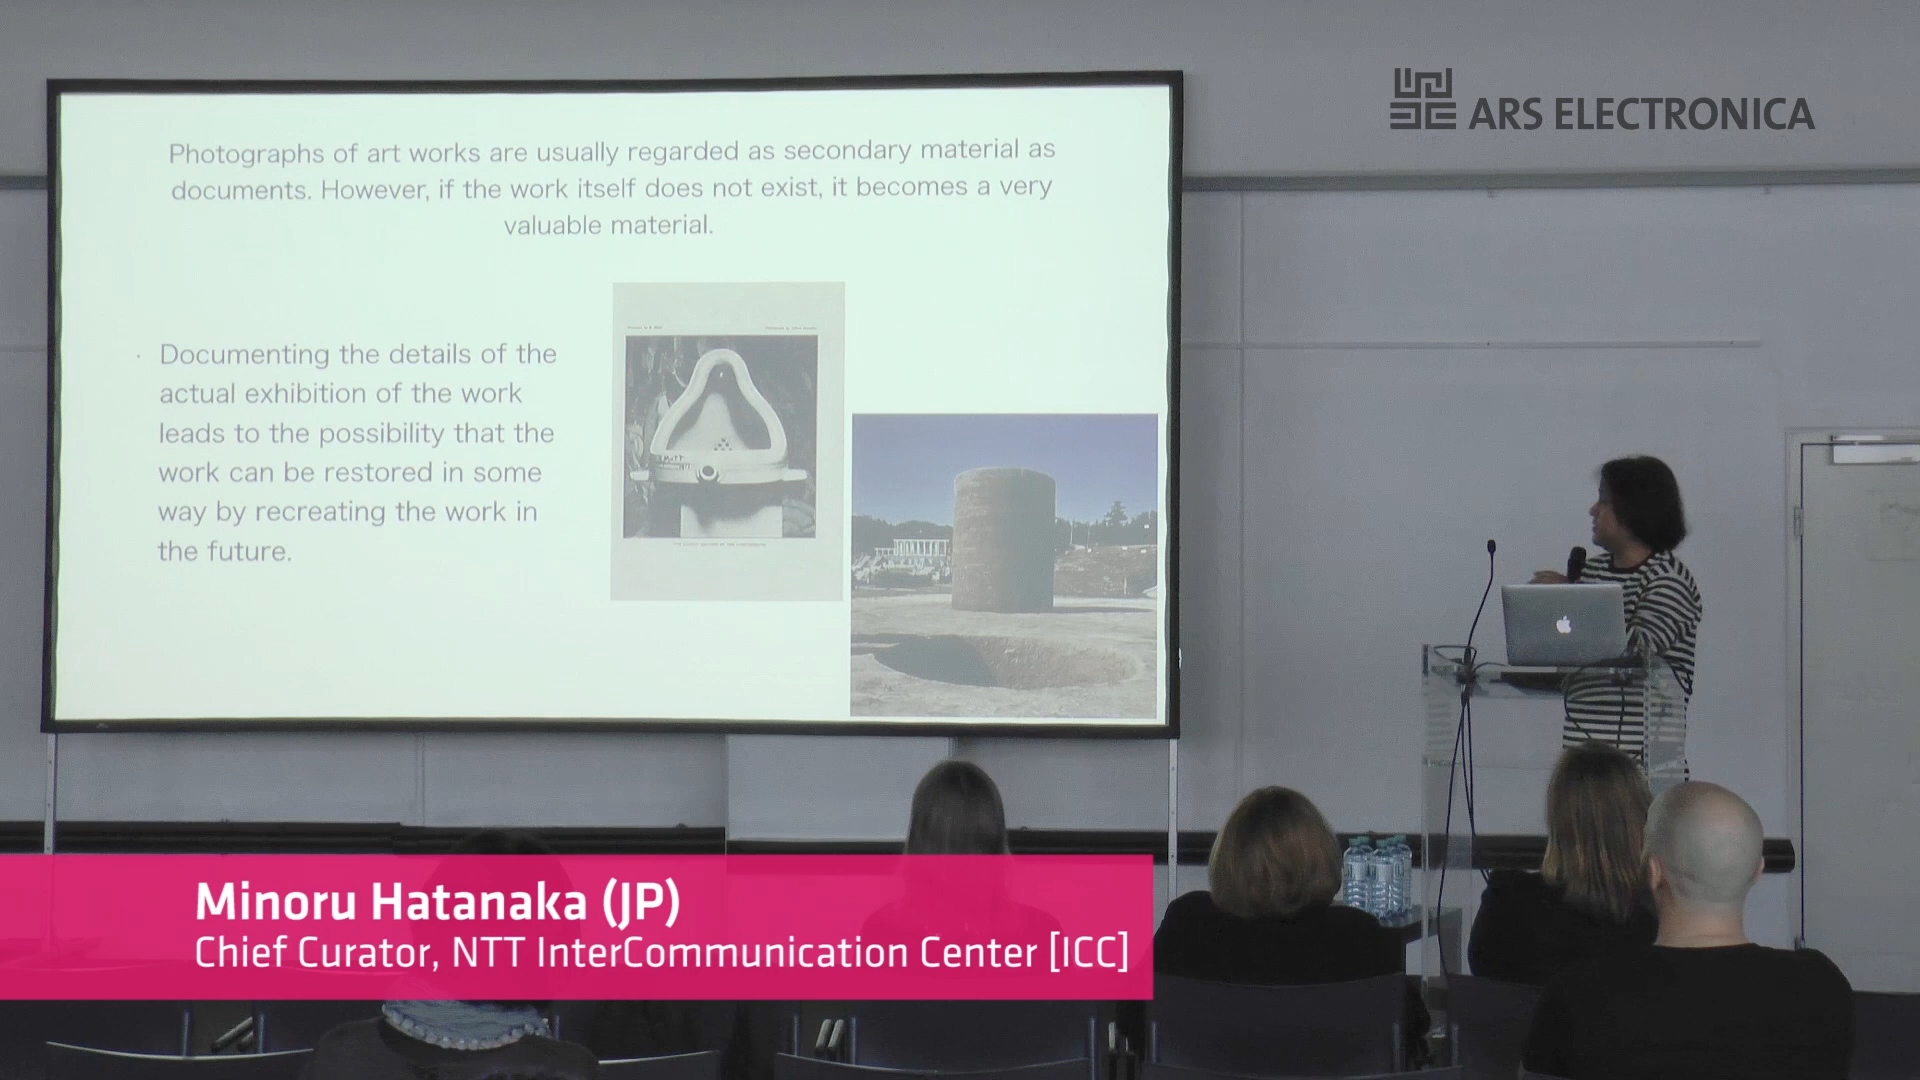 ARS ELECTRONICA
Photographs of art works are usually regarded as secondary material as
documents. However, if the work itself does not exist, it becomes a very
valuable material.
· Documenting the details of the
actual exhibition of the work
leads to the possibility that the
work can be restored in some
way by recreating the work in
the future.
Minoru Hatanaka (JP)
Chief Curator, NTT InterCommunication Center [ICC]